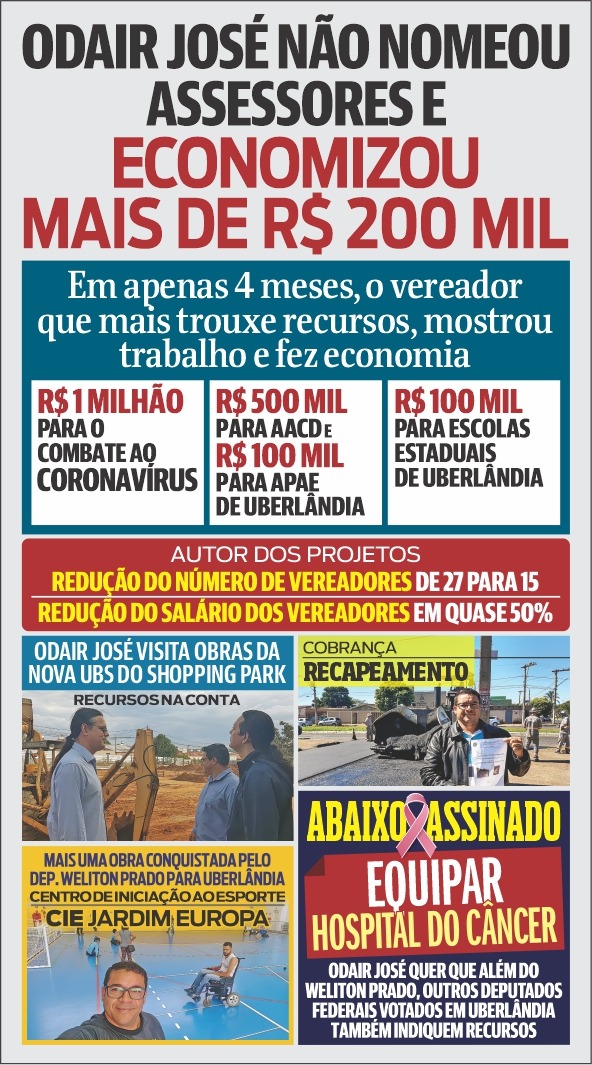 ODAIR JOSÉ NÃO NOMEOU
ASSESSORES E
ECONOMIZOU
MAIS DE R$ 200 MIL
Em apenas 4 meses, o vereador
que mais trouxe recursos, mostrou
trabalho e fez economia
R$ 1 MILHÃO
PARA O
COMBATE AO
CORONAVÍRUS
R$ 500 MIL
PARA AACD E
R$ 100 MIL
PARA APAE
DE UBERLÂNDIA
R$ 100 MIL
PARA ESCOLAS
ESTADUAIS
DE UBERLÂNDIA
AUTOR DOS PROJETOS
REDUÇÃO DO NÚMERO DE VEREADORES DE 27 PARA 15
REDUÇÃO DO SALÁRIO DOS VEREADORES EM QUASE 50%
ODAIR JOSÉ VISITA OBRAS DA
NOVA UBS DO SHOPPING PARK
RECURSOS NA CONTA
COBRANÇA
RECAPEAMENTO
MAIS UMA OBRA CONQUISTADA PELO
DEP. WELITON PRADO PARA UBERLÂNDIA
CENTRO DE INICIAÇÃO AO ESPORTE
CIE JARDIM EUROPA
ABAIXO ASSINADO
EQUIPAR
HOSPITAL DO CÂNCER
ODAIR JOSÉ QUER QUE ALÉM DO
WELITON PRADO, OUTROS DEPUTADOS
FEDERAIS VOTADOS EM UBERLÂNDIA
TAMBÉM INDIQUEM RECURSOS